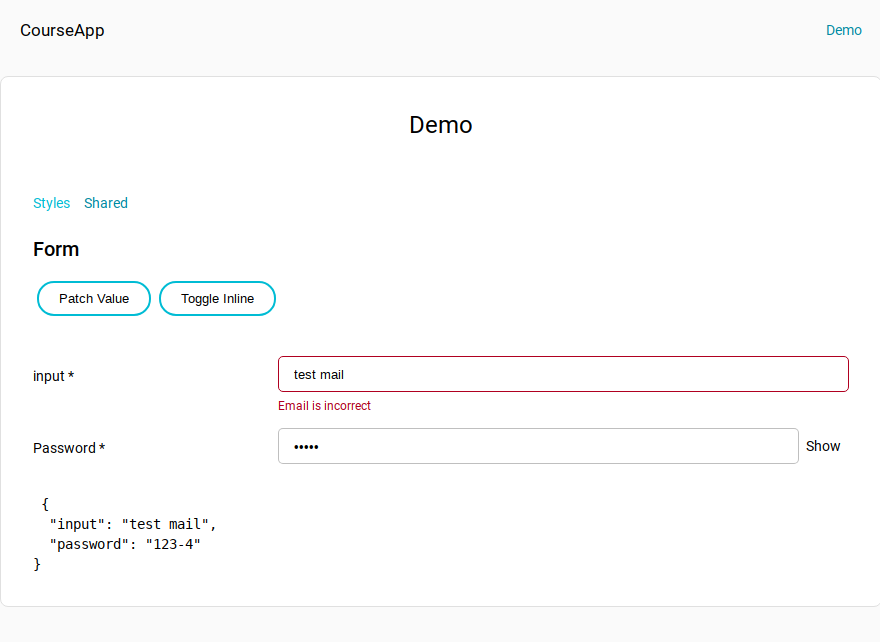 CourseApp Demo
Demo
Styles Shared
Form
Patch Value Toggle Inline
input * test mail
Email is incorrect
Password * ••••• Show
{
"input": "test mail",
"password": "123-4"
}